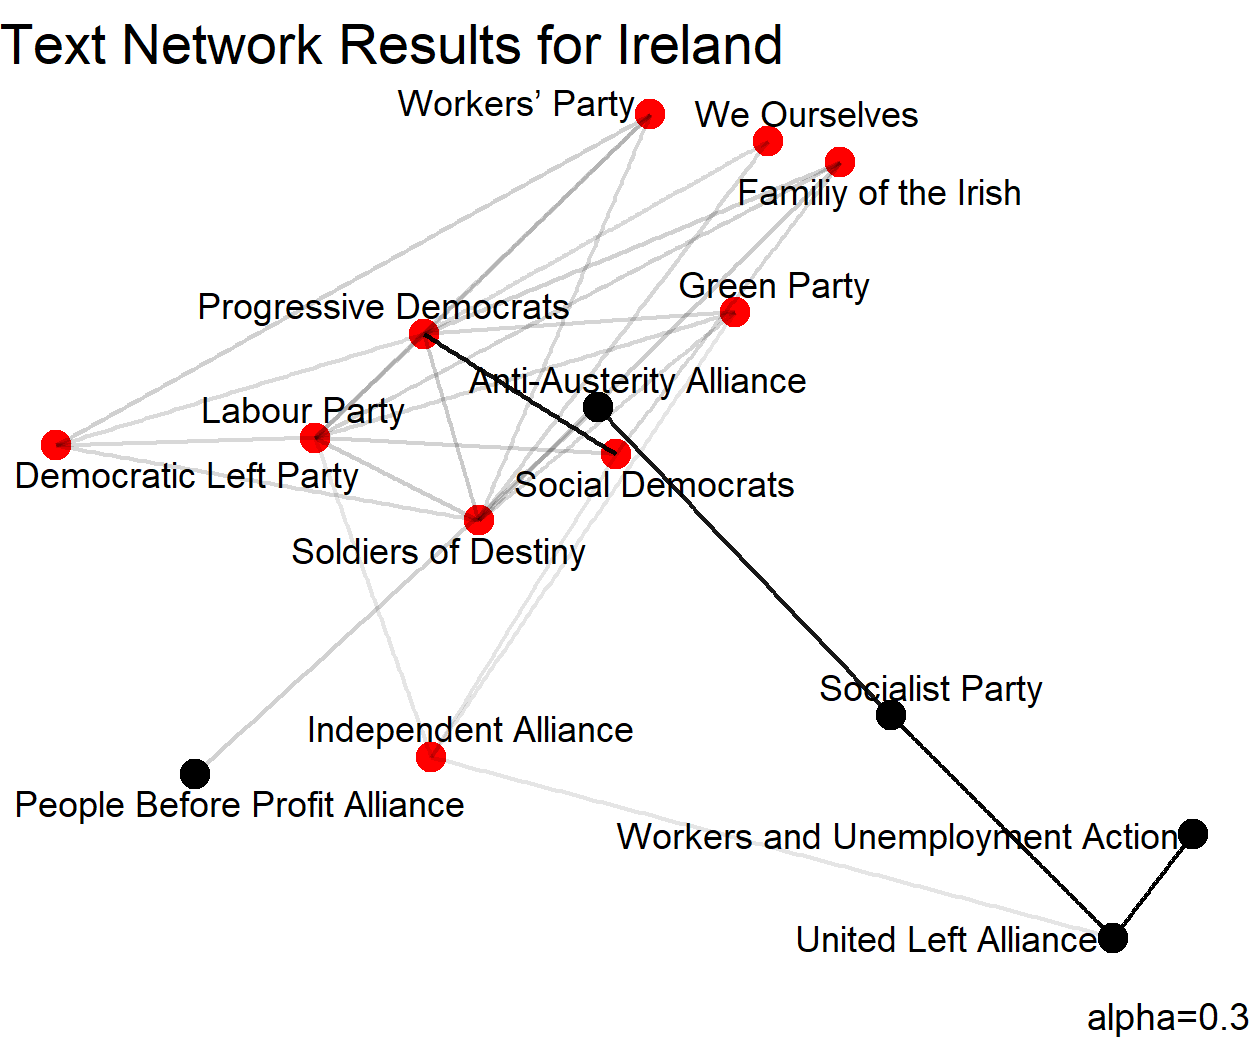 Text Network Results for Ireland
Workers’ Party
We Ourselves
Familiy of the Irish
Green Party
Progressive Democrats
Anti-Austerity Alliance
Labour Party
Democratic Left Party
Social Democrats
Soldiers of Destiny
Socialist Party
Independent Alliance
People Before Profit Alliance
Workers and Unemployment Action
United Left Alliance
alpha=0.3